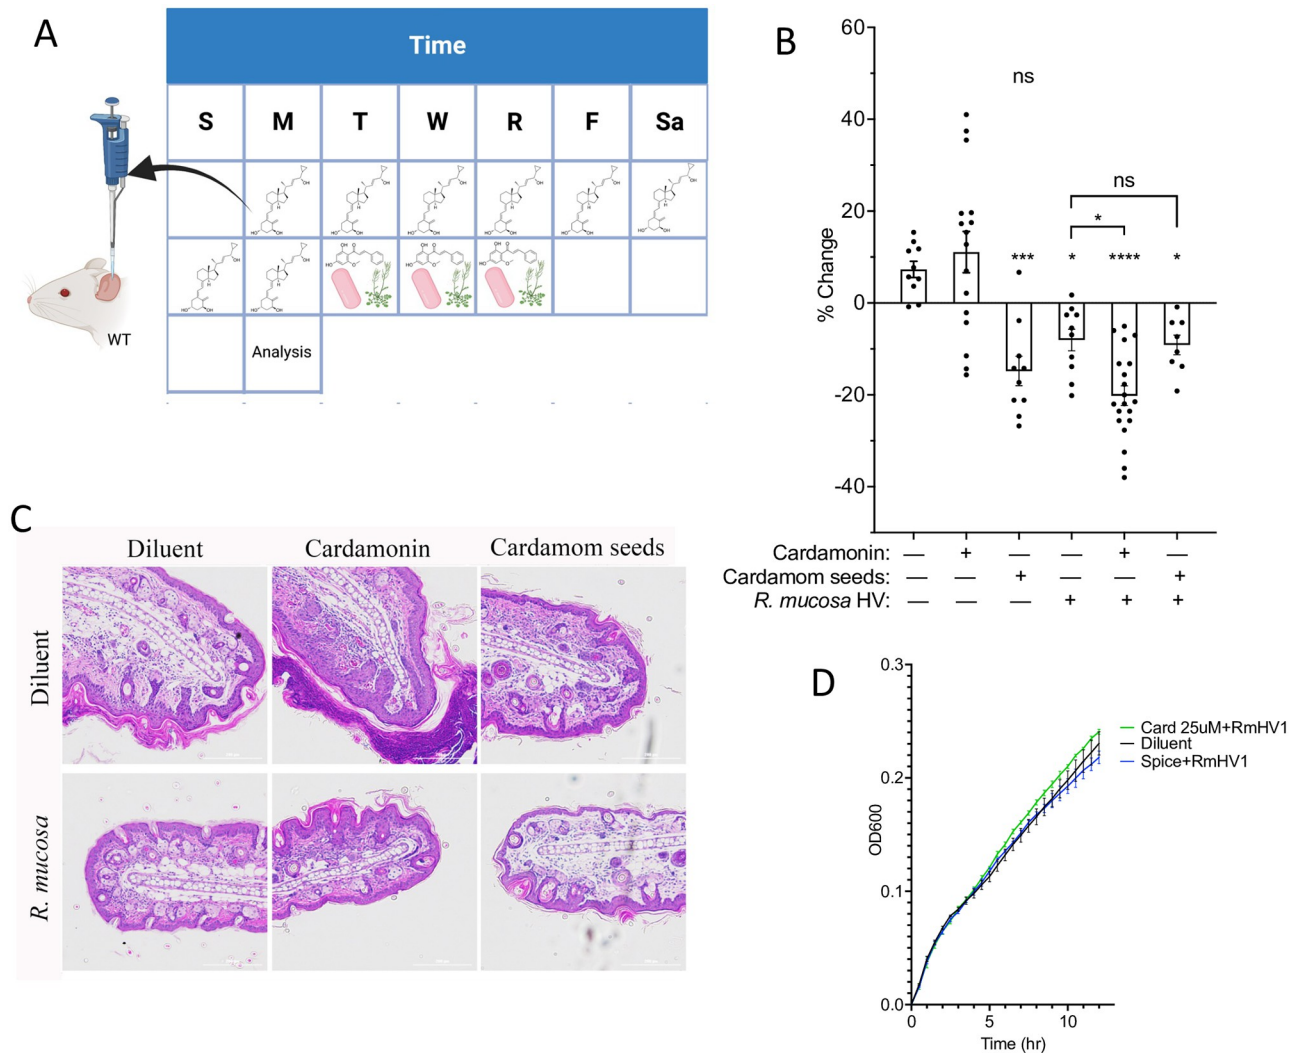 A
Time
S M T W R F Sa
WT
Analysis
B
60
40
20
0
-20
-40
% Change
ns
ns
*
*** * **** *
Cardamonin: — + — — + —
Cardamom seeds: — — + — — +
R. mucosa HV: — — — + + +
C
Diluent Cardamonin Cardamom seeds
Diluent
R. mucosa
D
0.3
0.2
0.1
0.0
OD600
0 5 10
Time (hr)
Card 25uM+RmHV1
Diluent
Spice+RmHV1